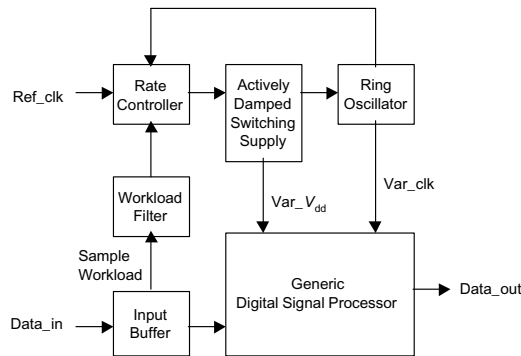 Ref_clk
Rate
Controller
Actively
Damped
Switching
Supply
Ring
Oscillator
Workload
Filter
Var_Vdd
Var_clk
Sample
Workload
Generic
Digital Signal Processor
Data_out
Data_in
Input
Buffer